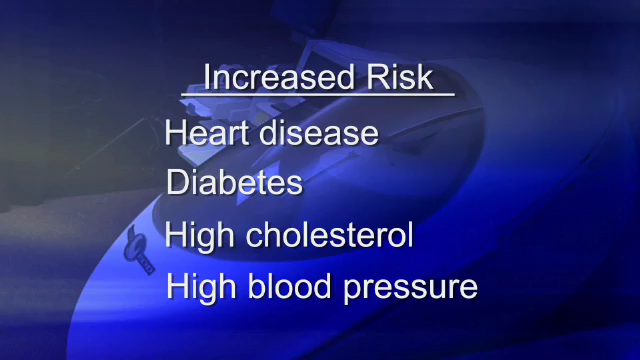 Increased Risk
Heart disease
Diabetes
High cholesterol
High blood pressure